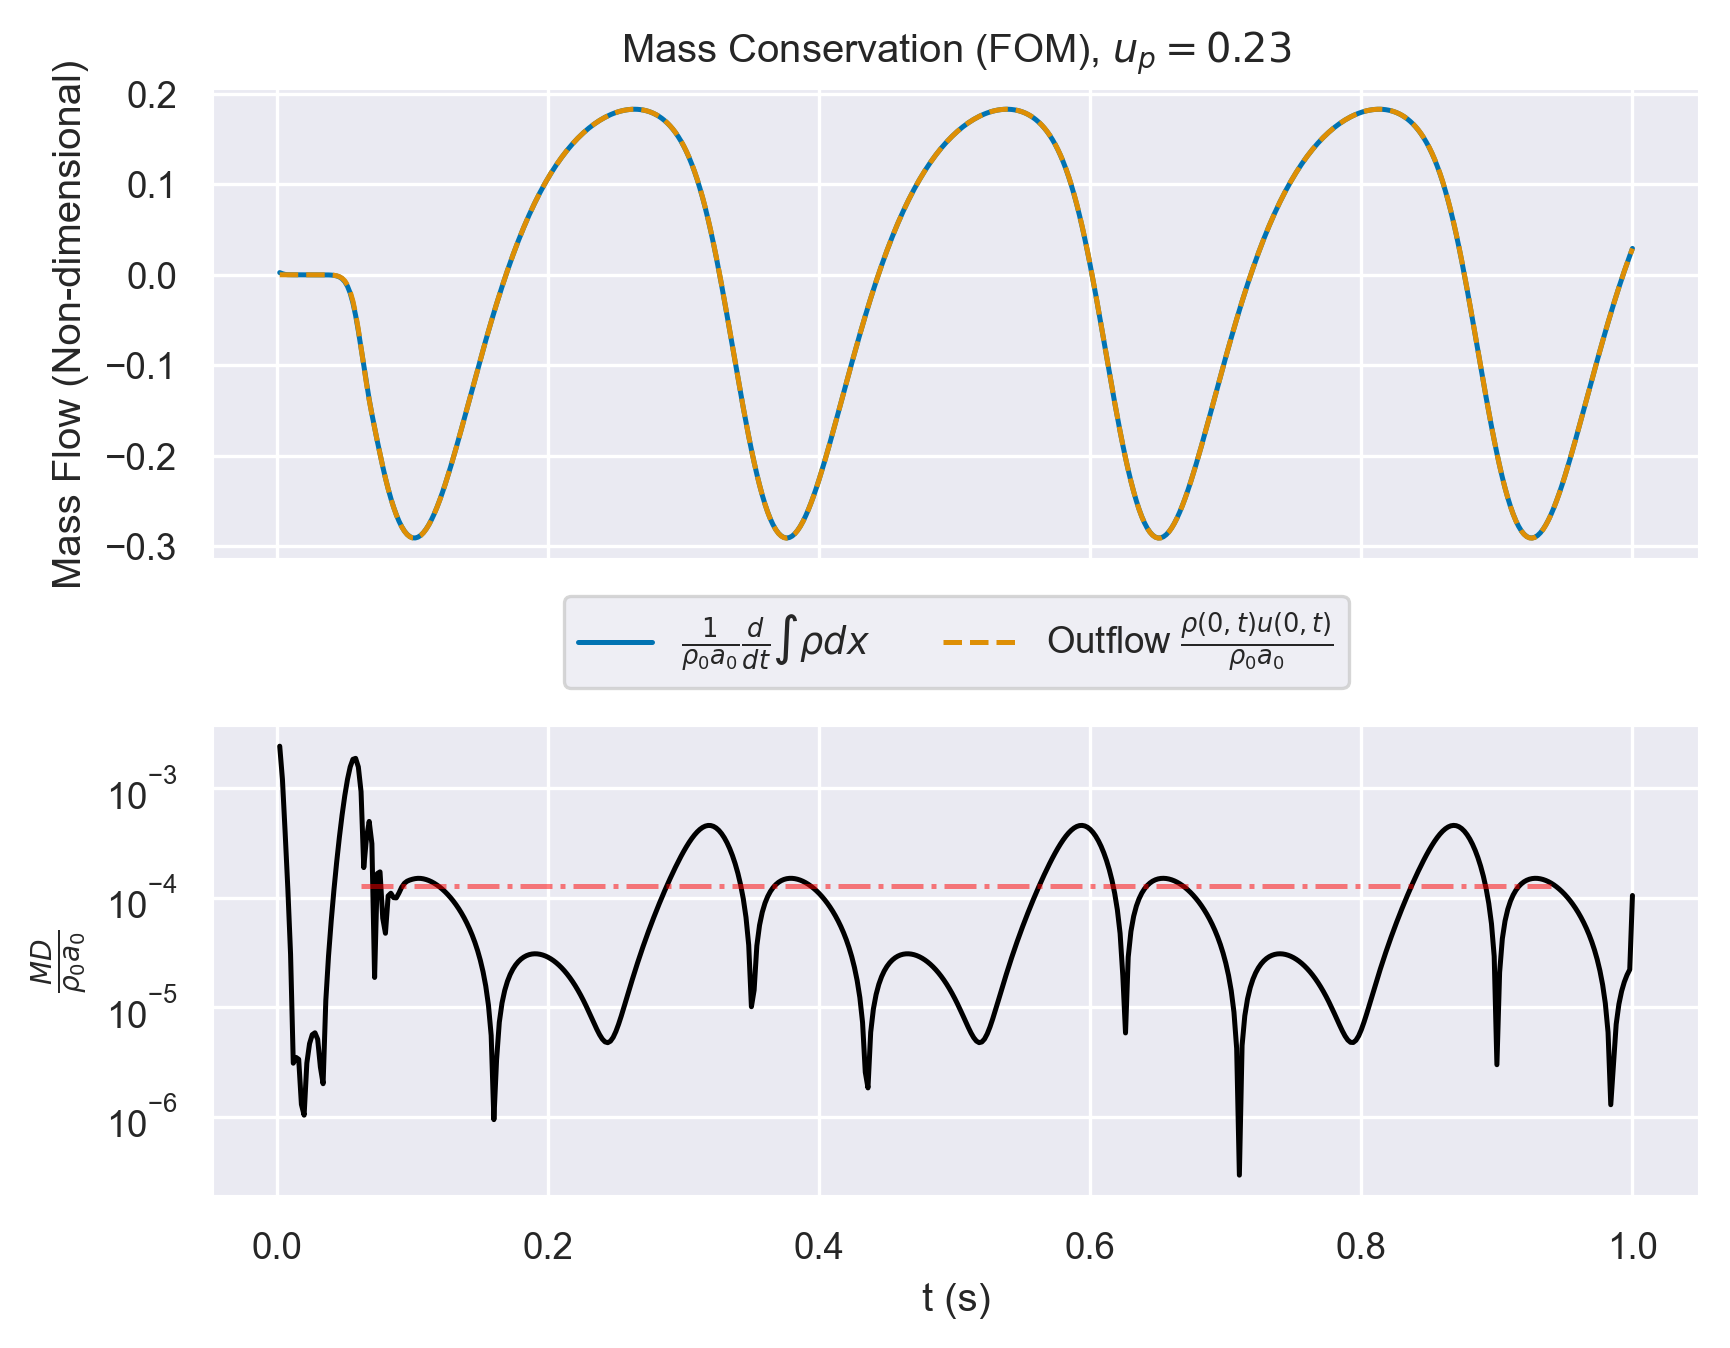 Mass Conservation (FOM), $u_p = 0.23$
Mass Flow (Non-dimensional)
0.2
0.1
0.0
−0.1
−0.2
−0.3
$\frac{1}{\rho_0 a_0}\frac{d}{dt}\int \rho dx$
Outflow $\frac{\rho(0,t)u(0,t)}{\rho_0 a_0}$
$\frac{MD}{\rho_0 a_0}$
$10^{-3}$
$10^{-4}$
$10^{-5}$
$10^{-6}$
0.0 0.2 0.4 0.6 0.8 1.0
t (s)